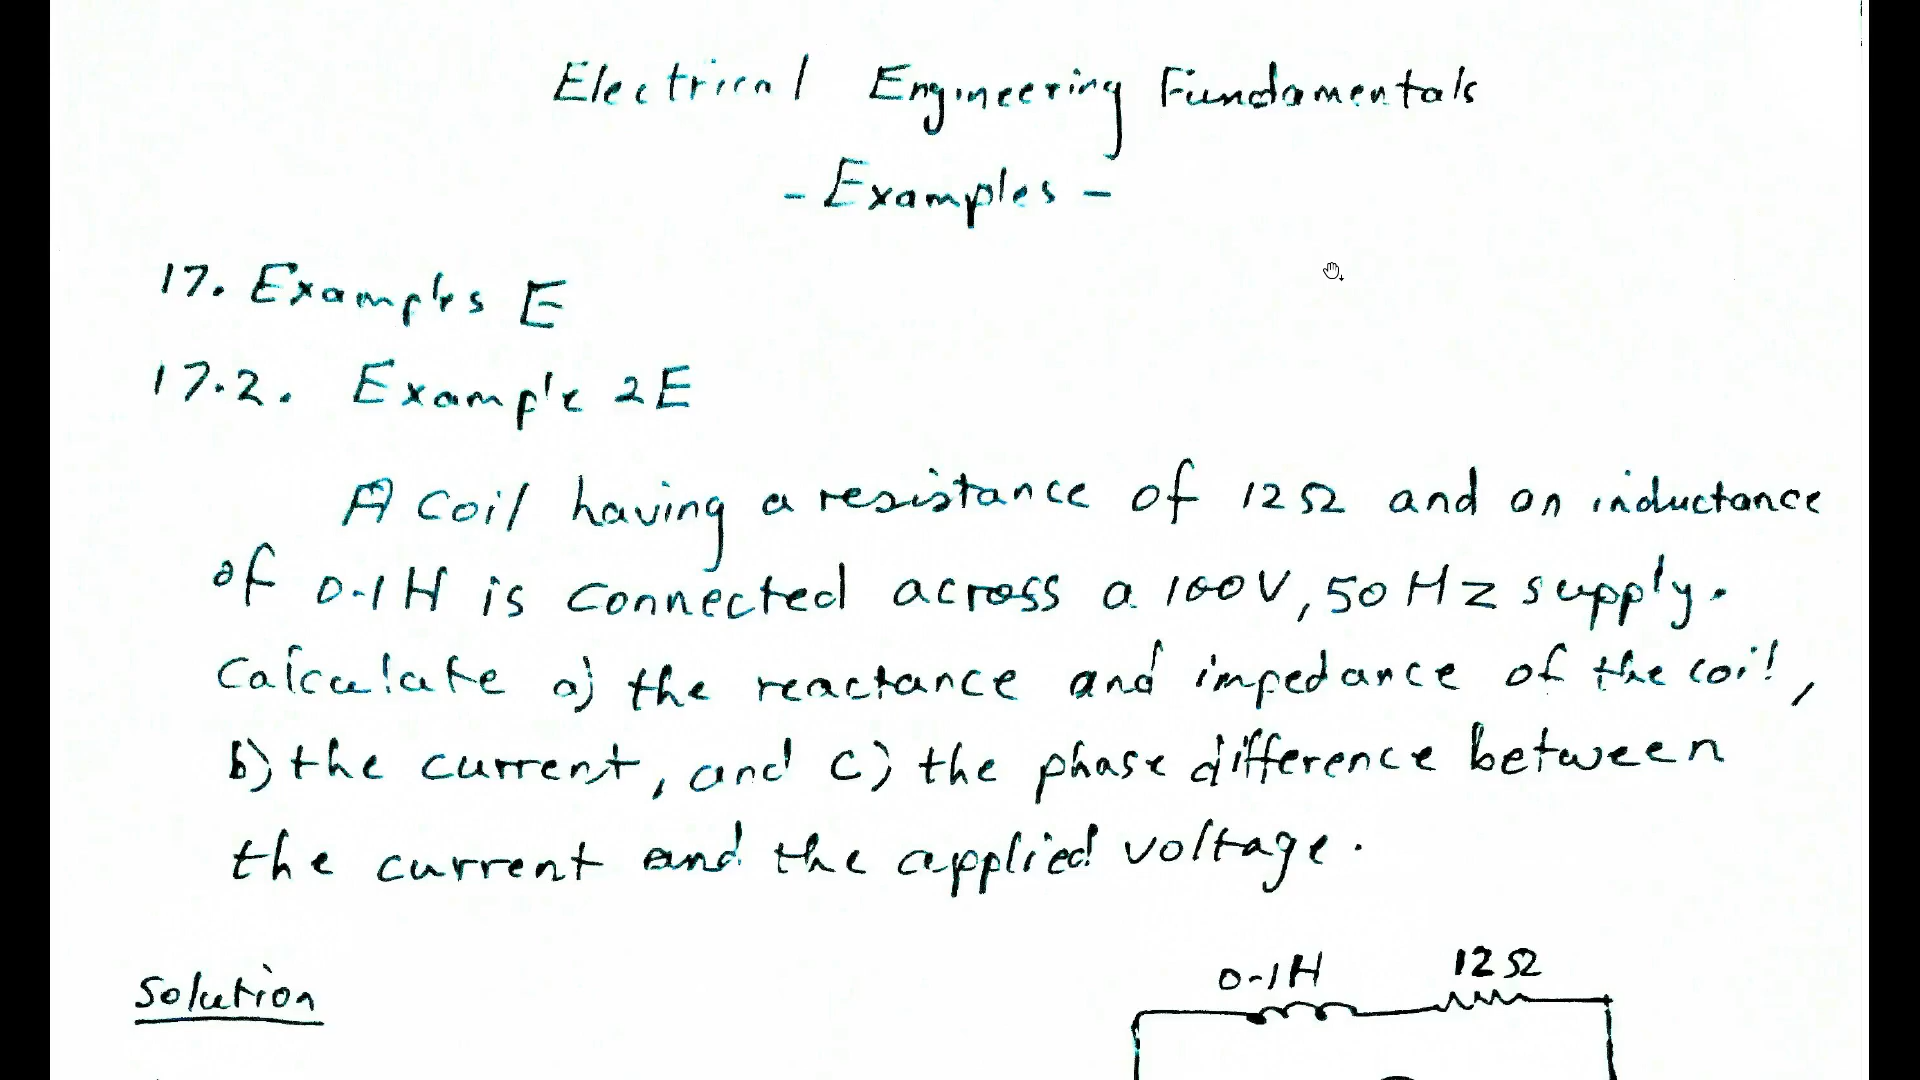 Electrical Engineering Fundamentals
- Examples -
17. Examples E
17.2. Example 2E
A coil having a resistance of 12Ω and an inductance
of 0.1H is connected across a 100V, 50Hz supply.
Calculate a) the reactance and impedance of the coil,
b) the current, and c) the phase difference between
the current and the applied voltage.
Solution
0.1H 12Ω